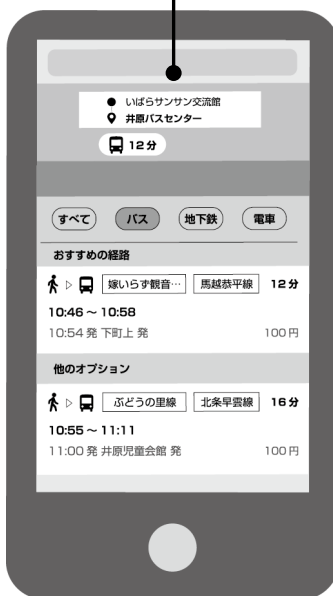 いばらサンサン交流館
井原バスセンター
12分
すべて バス 地下鉄 電車
おすすめの経路
嫁いらず観音… 馬越恭平線 12分
10:46～10:58
10:54発 下町上 発 100円
他のオプション
ぶどうの里線 北条早雲線 16分
10:55～11:11
11:00発 井原児童会館 発 100円